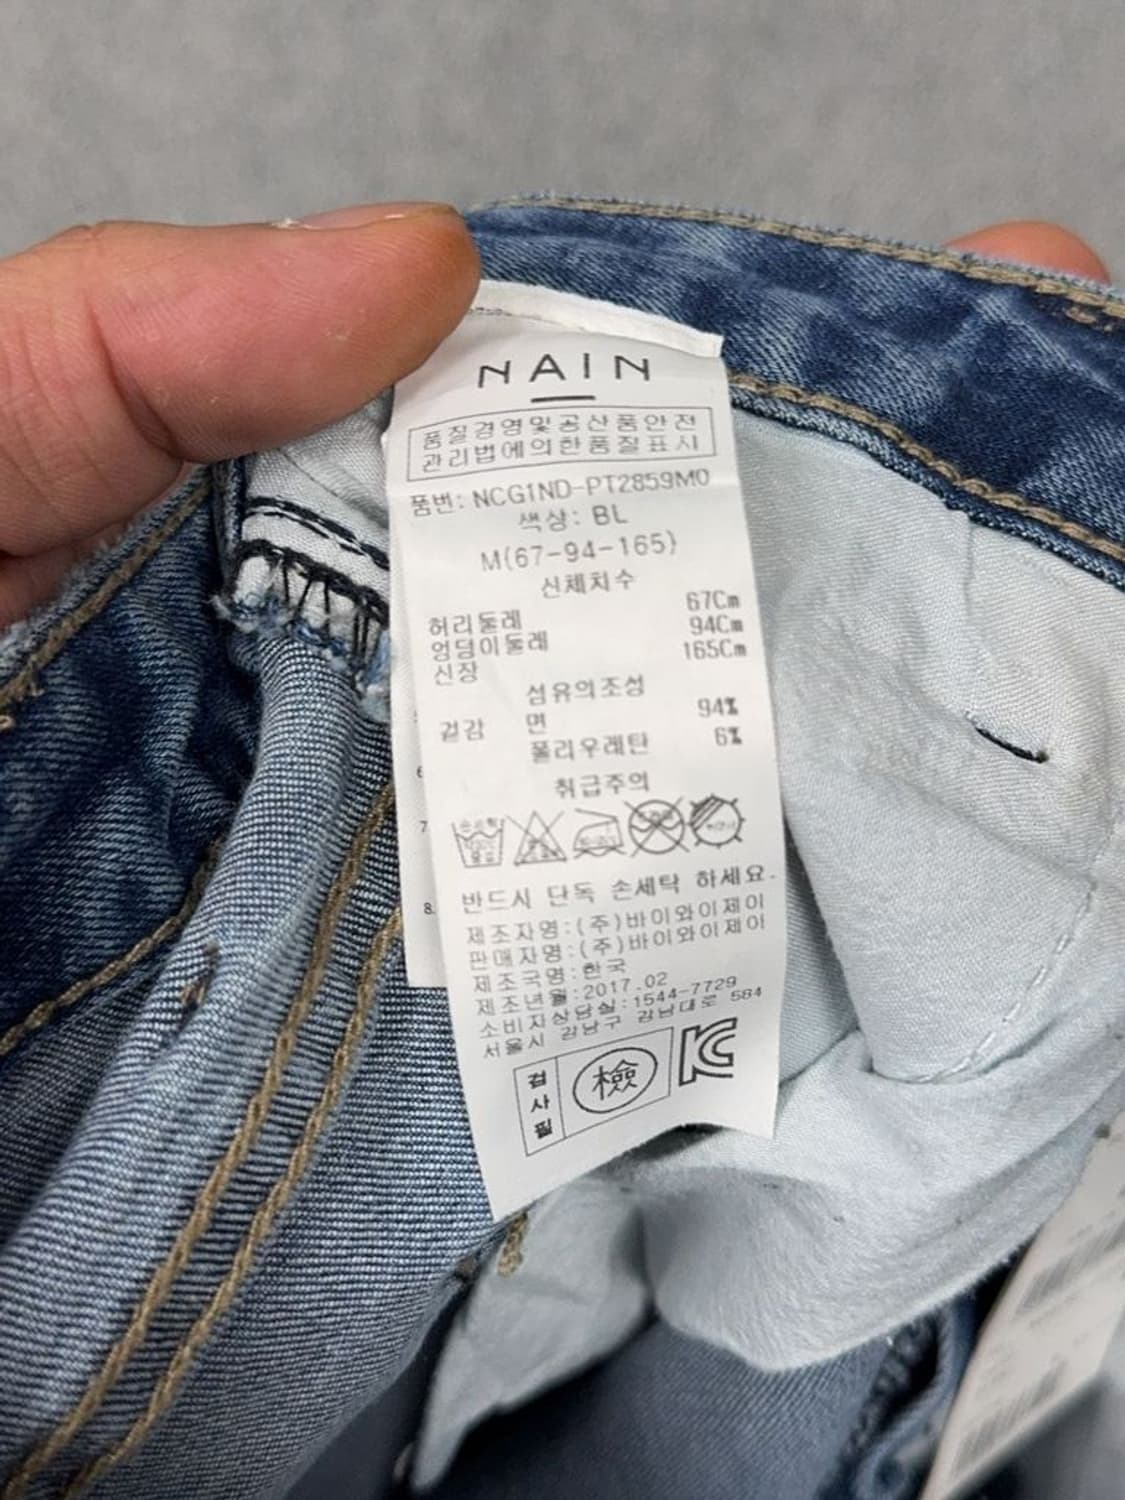 NAIN
품질경영및공산품안전
관리법에의한품질표시
품번: NCG1ND-PT2859M0
색상: BL
M(67-94-165)
신체치수
허리둘레 67Cm
엉덩이둘레 94Cm
신장 165Cm
섬유의조성
겉감 면 94%
폴리우레탄 6%
취급주의
반드시 단독 손세탁 하세요.
제조자명:(주)바이와이제이
판매자명:(주)바이와이제이
제조국명:한국
제조년월:2017.02
소비자상담실:1544-7729
서울시 강남구 강남대로 584
검사필
檢
KC
7
8.